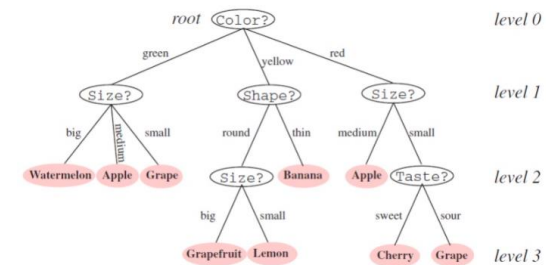 root Color? level 0
green yellow red
Size? Shape? Size? level 1
big medium small round thin medium small
Watermelon Apple Grape Size? Banana Apple Taste? level 2
big small sweet sour
Grapefruit Lemon Cherry Grape level 3